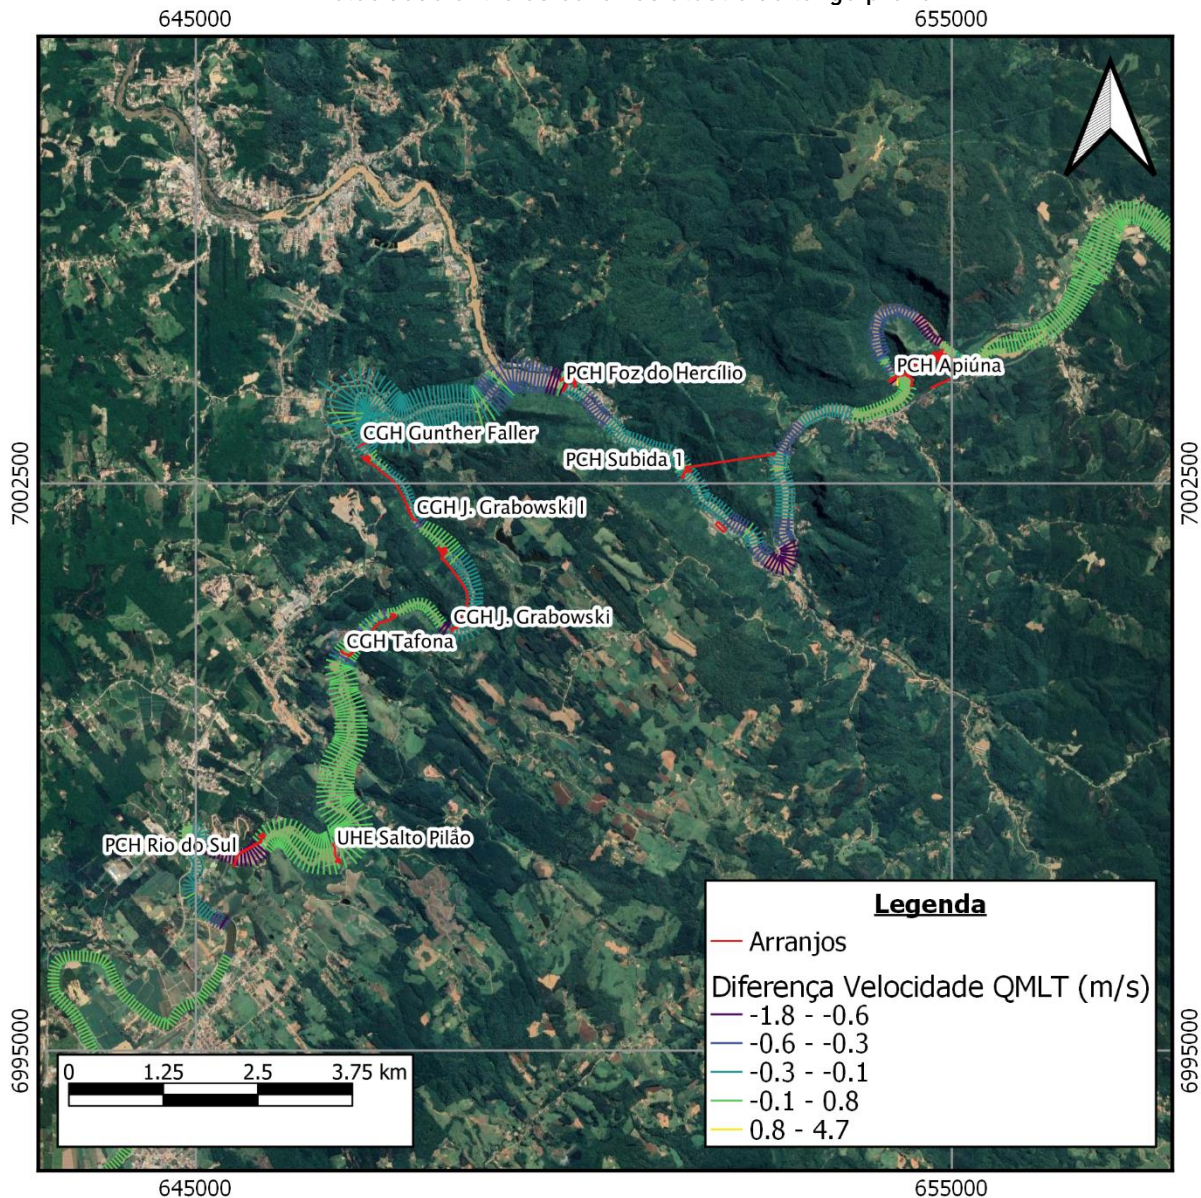 645000
655000
PCH Foz do Hercílio
PCH Apiúna
CGH Gunther Faller
PCH Subida 1
7002500
7002500
CGH J. Grabowski I
CGH J. Grabowski
CGH Tafona
PCH Rio do Sul
UHE Salto Pilão
Legenda
Arranjos
Diferença Velocidade QMLT (m/s)
-1.8 - -0.6
-0.6 - -0.3
-0.3 - -0.1
-0.1 - 0.8
0.8 - 4.7
6995000
6995000
0 1.25 2.5 3.75 km
645000
655000